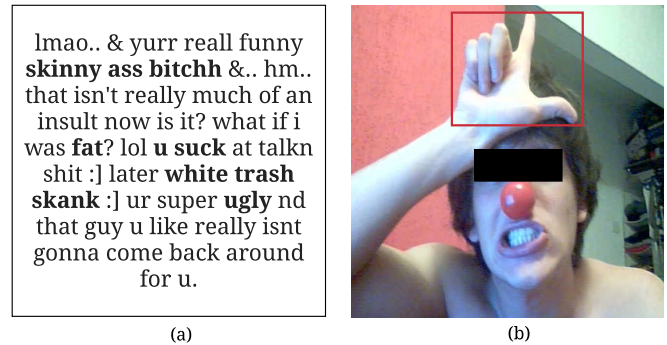 lmao.. & yurr reall funny
skinny ass bitchh &.. hm..
that isn't really much of an
insult now is it? what if i
was fat? lol u suck at talkn
shit :] later white trash
skank :] ur super ugly nd
that guy u like really isnt
gonna come back around
for u.
(a)
(b)